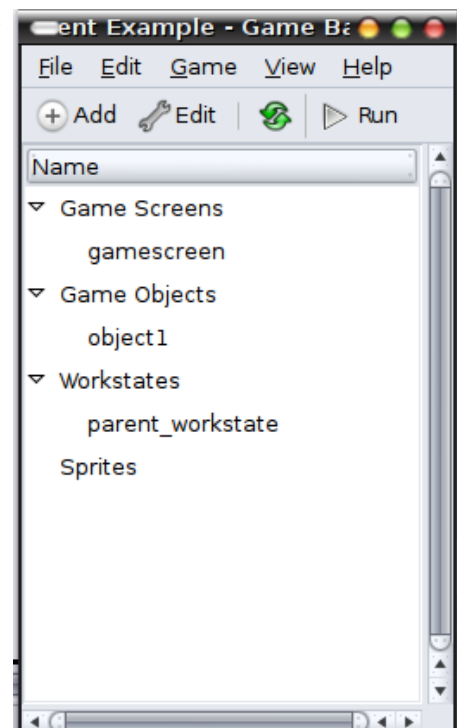 ent Example - Game Ba
File Edit Game View Help
Add Edit Run
Name
Game Screens
gamescreen
Game Objects
object1
Workstates
parent_workstate
Sprites